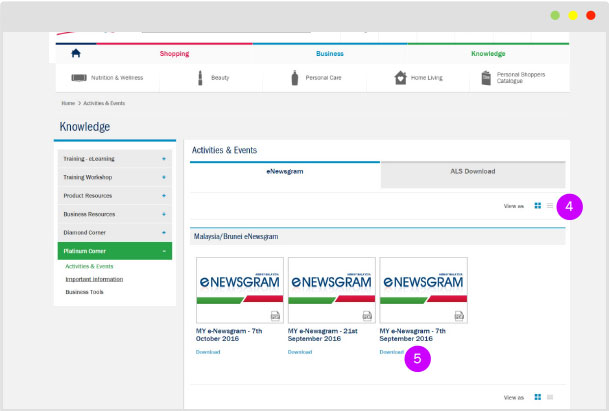 Shopping
Business
Knowledge
Nutrition & Wellness
Beauty
Personal Care
Home Living
Personal Shoppers
Catalogue
Home > Activities & Events
Knowledge
Training - eLearning +
Training Workshop +
Product Resources +
Business Resources +
Diamond Corner +
Platinum Corner -
Activities & Events
Important Information
Business Tools
Activities & Events
eNewsgram
ALS Download
View as
4
Malaysia/Brunei eNewsgram
eNEWSGRAM
eNEWSGRAM
eNEWSGRAM
MY e-Newsgram - 7th
October 2016
Download
MY e-Newsgram - 21st
September 2016
Download
MY e-Newsgram - 7th
September 2016
Download
5
View as